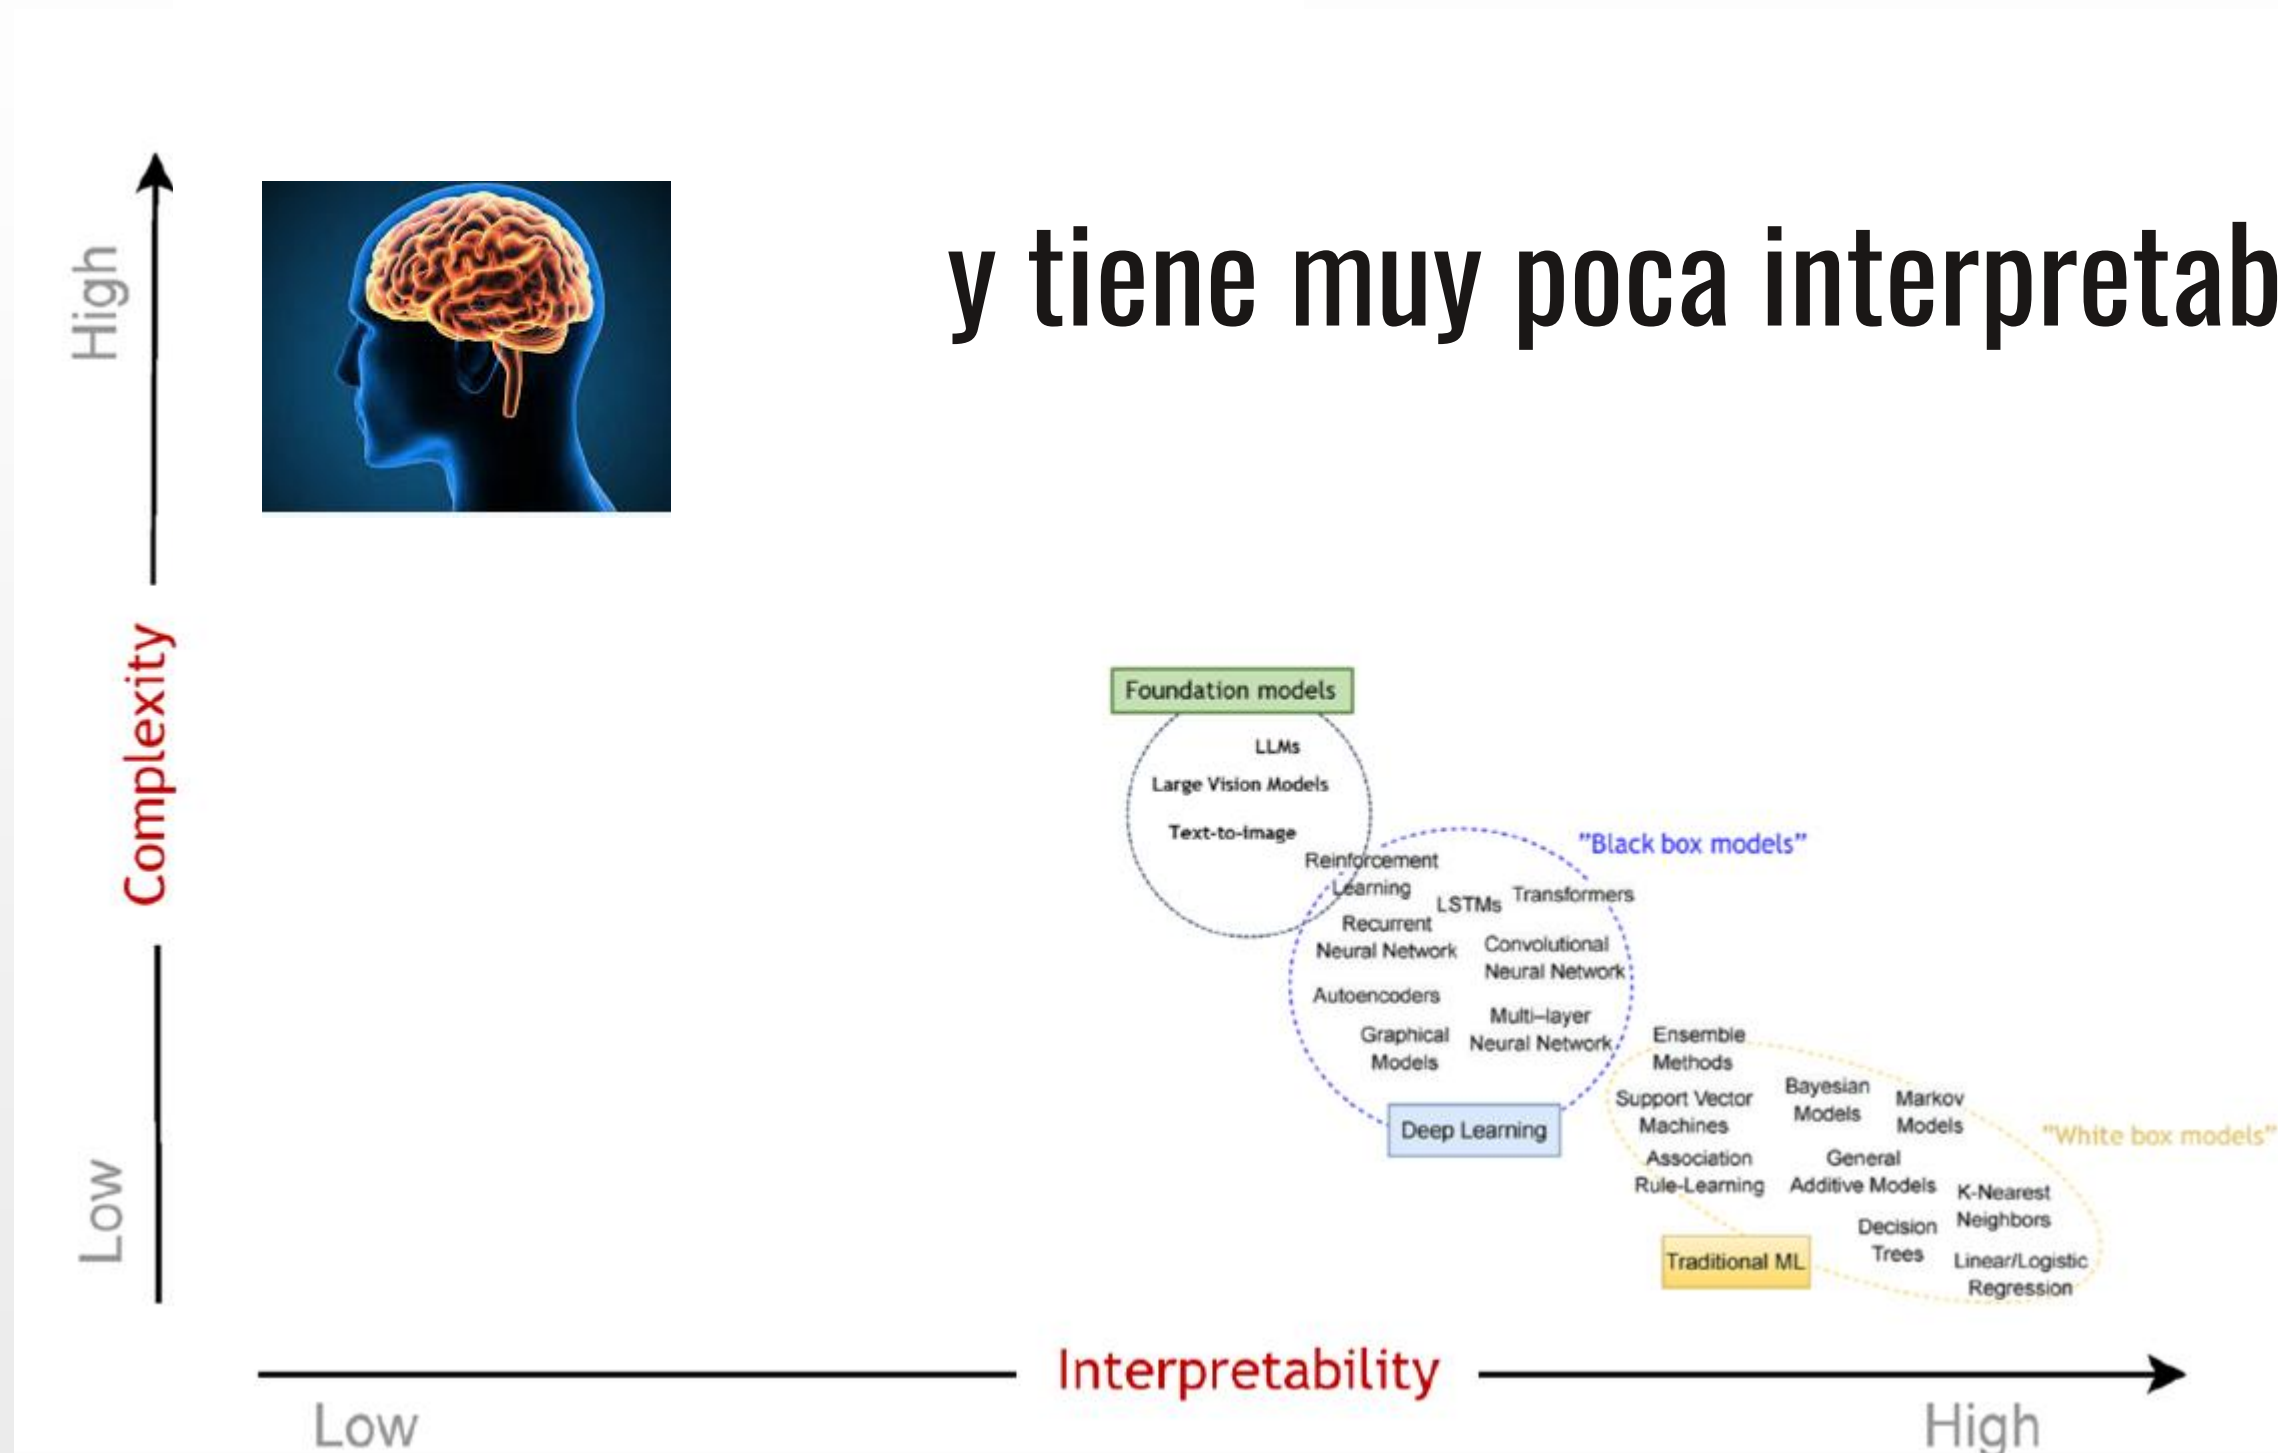 y tiene muy poca interpretab
High
Complexity
Low
Foundation models
LLMs
Large Vision Models
Text-to-Image
"Black box models"
Reinforcement
Learning
LSTMs
Transformers
Recurrent
Neural Network
Convolutional
Neural Network
Autoencoders
Multi–layer
Neural Network
Graphical
Models
Deep Learning
Ensemble
Methods
Support Vector
Machines
Bayesian
Models
Markov
Models
"White box models"
Association
Rule-Learning
General
Additive Models
K-Nearest
Neighbors
Decision
Trees
Linear/Logistic
Regression
Traditional ML
Interpretability
Low
High